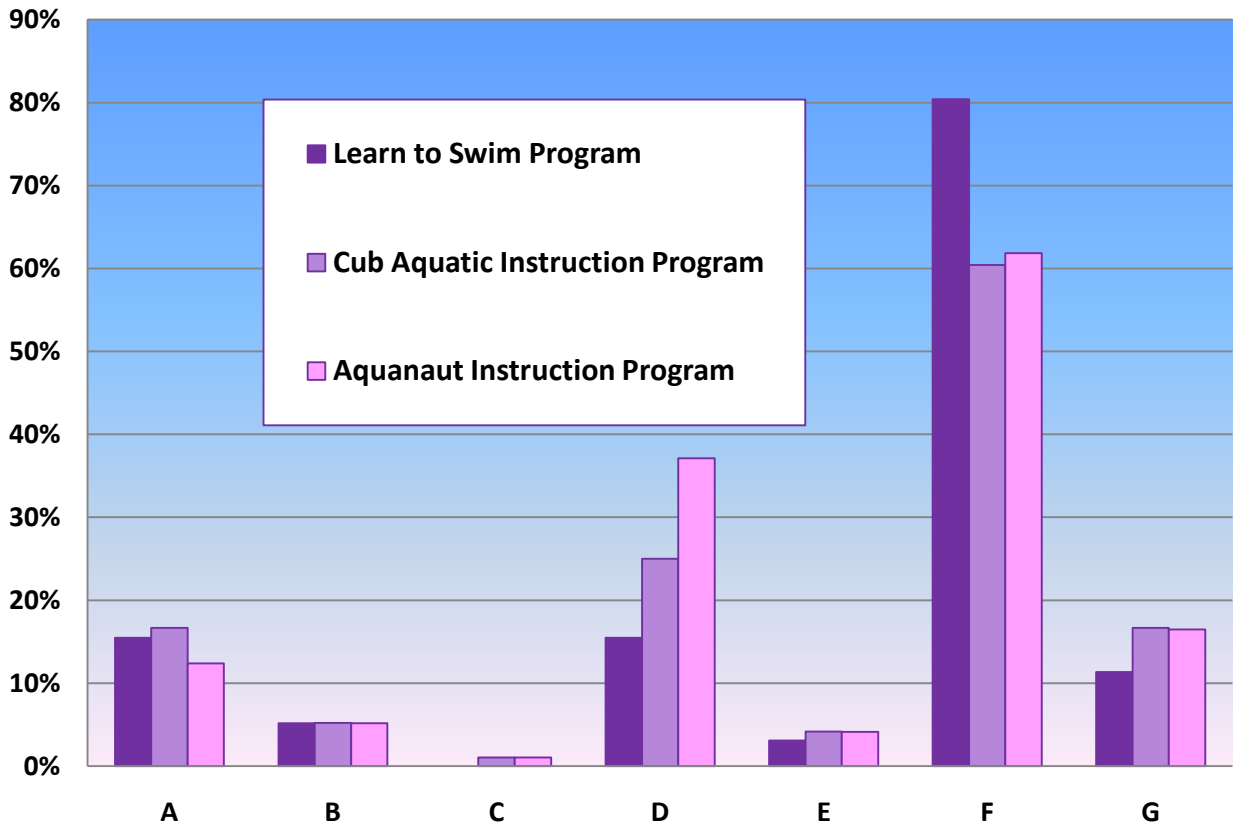 90%
80%
70%
60%
50%
40%
30%
20%
10%
0%
Learn to Swim Program
Cub Aquatic Instruction Program
Aquanaut Instruction Program
A B C D E F G